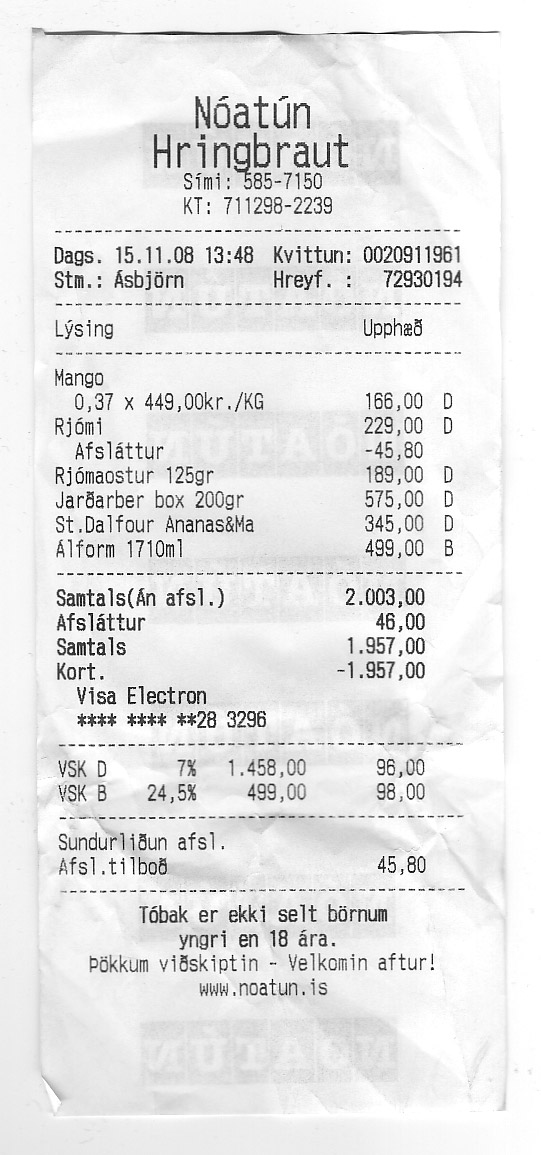 Nóatún
Hringbraut
Sími: 585-7150
KT: 711298-2239
Dags. 15.11.08 13:48 Kvittun: 0020911961
Stm.: Ásbjörn Hreyf. : 72930194
Lýsing Upphæð
Mango
0,37 x 449,00kr./KG 166,00 D
Rjómi 229,00 D
Afsláttur -45,80
Rjómaostur 125gr 189,00 D
Jarðarber box 200gr 575,00 D
St.Dalfour Ananas&Ma 345,00 D
Álform 1710ml 499,00 B
Samtals(Án afsl.) 2.003,00
Afsláttur 46,00
Samtals 1.957,00
Kort. -1.957,00
Visa Electron
**** **** **28 3296
VSK D 7% 1.458,00 96,00
VSK B 24,5% 499,00 98,00
Sundurliðun afsl.
Afsl.tilboð 45,80
Tóbak er ekki selt börnum
yngri en 18 ára.
Þökkum viðskiptin - Velkomin aftur!
www.noatun.is